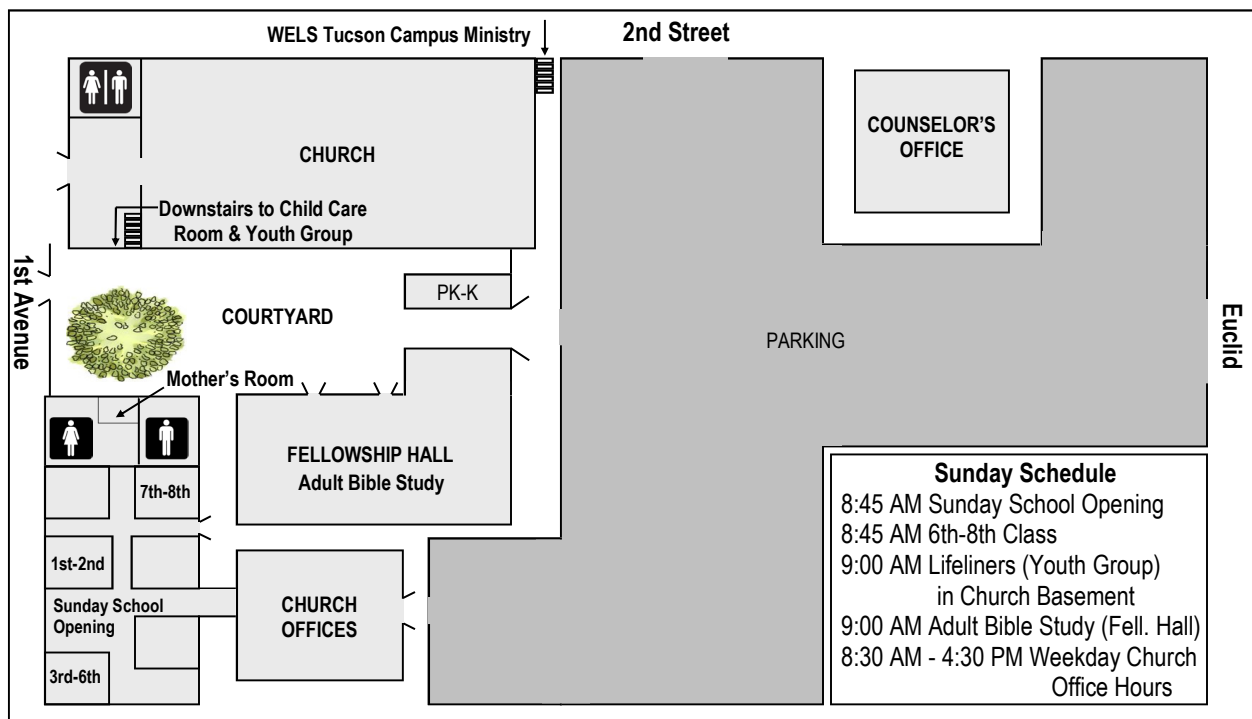 WELS Tucson Campus Ministry
2nd Street
CHURCH
COUNSELOR'S
OFFICE
Downstairs to Child Care
Room & Youth Group
1st Avenue
PK-K
COURTYARD
PARKING
Euclid
Mother's Room
FELLOWSHIP HALL
Adult Bible Study
7th-8th
1st-2nd
Sunday School
Opening
3rd-6th
CHURCH
OFFICES
Sunday Schedule
8:45 AM Sunday School Opening
8:45 AM 6th-8th Class
9:00 AM Lifeliners (Youth Group)
in Church Basement
9:00 AM Adult Bible Study (Fell. Hall)
8:30 AM - 4:30 PM Weekday Church
Office Hours